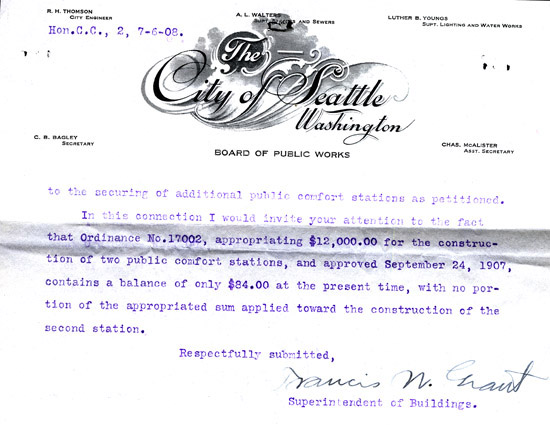 R. H. THOMSON
CITY ENGINEER
A. L. WALTERS
SUPT. STREETS AND SEWERS
LUTHER B. YOUNGS
SUPT. LIGHTING AND WATER WORKS
Hon.C.C., 2, 7-6-08.
The
City of Seattle
Washington
C. B. BAGLEY
SECRETARY
CHAS. McALISTER
ASST. SECRETARY
BOARD OF PUBLIC WORKS
to the securing of additional public comfort stations as petitioned.
In this connection I would invite your attention to the fact
that Ordinance No.17002, appropriating $12,000.00 for the construc-
tion of two public comfort stations, and approved September 24, 1907,
contains a balance of only $84.00 at the present time, with no por-
tion of the appropriated sum applied toward the construction of the
second station.
Respectfully submitted,
Francis W. Grant
Superintendent of Buildings.